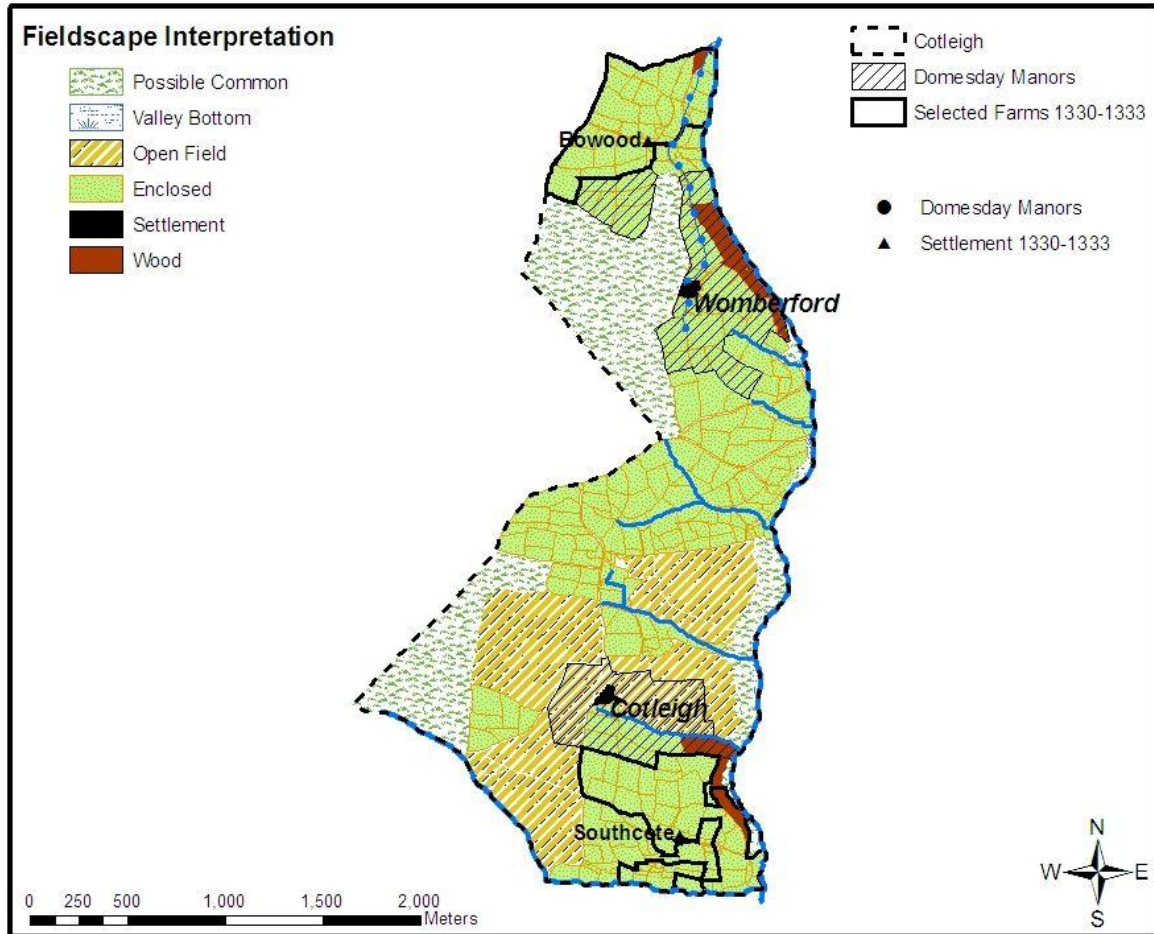 Fieldscape Interpretation
Possible Common
Valley Bottom
Open Field
Enclosed
Settlement
Wood
Cotleigh
Domesday Manors
Selected Farms 1330-1333
Domesday Manors
Settlement 1330-1333
Bowood
Womberford
Cotleigh
Southcote
N
W E
S
0 250 500 1,000 1,500 2,000
Meters